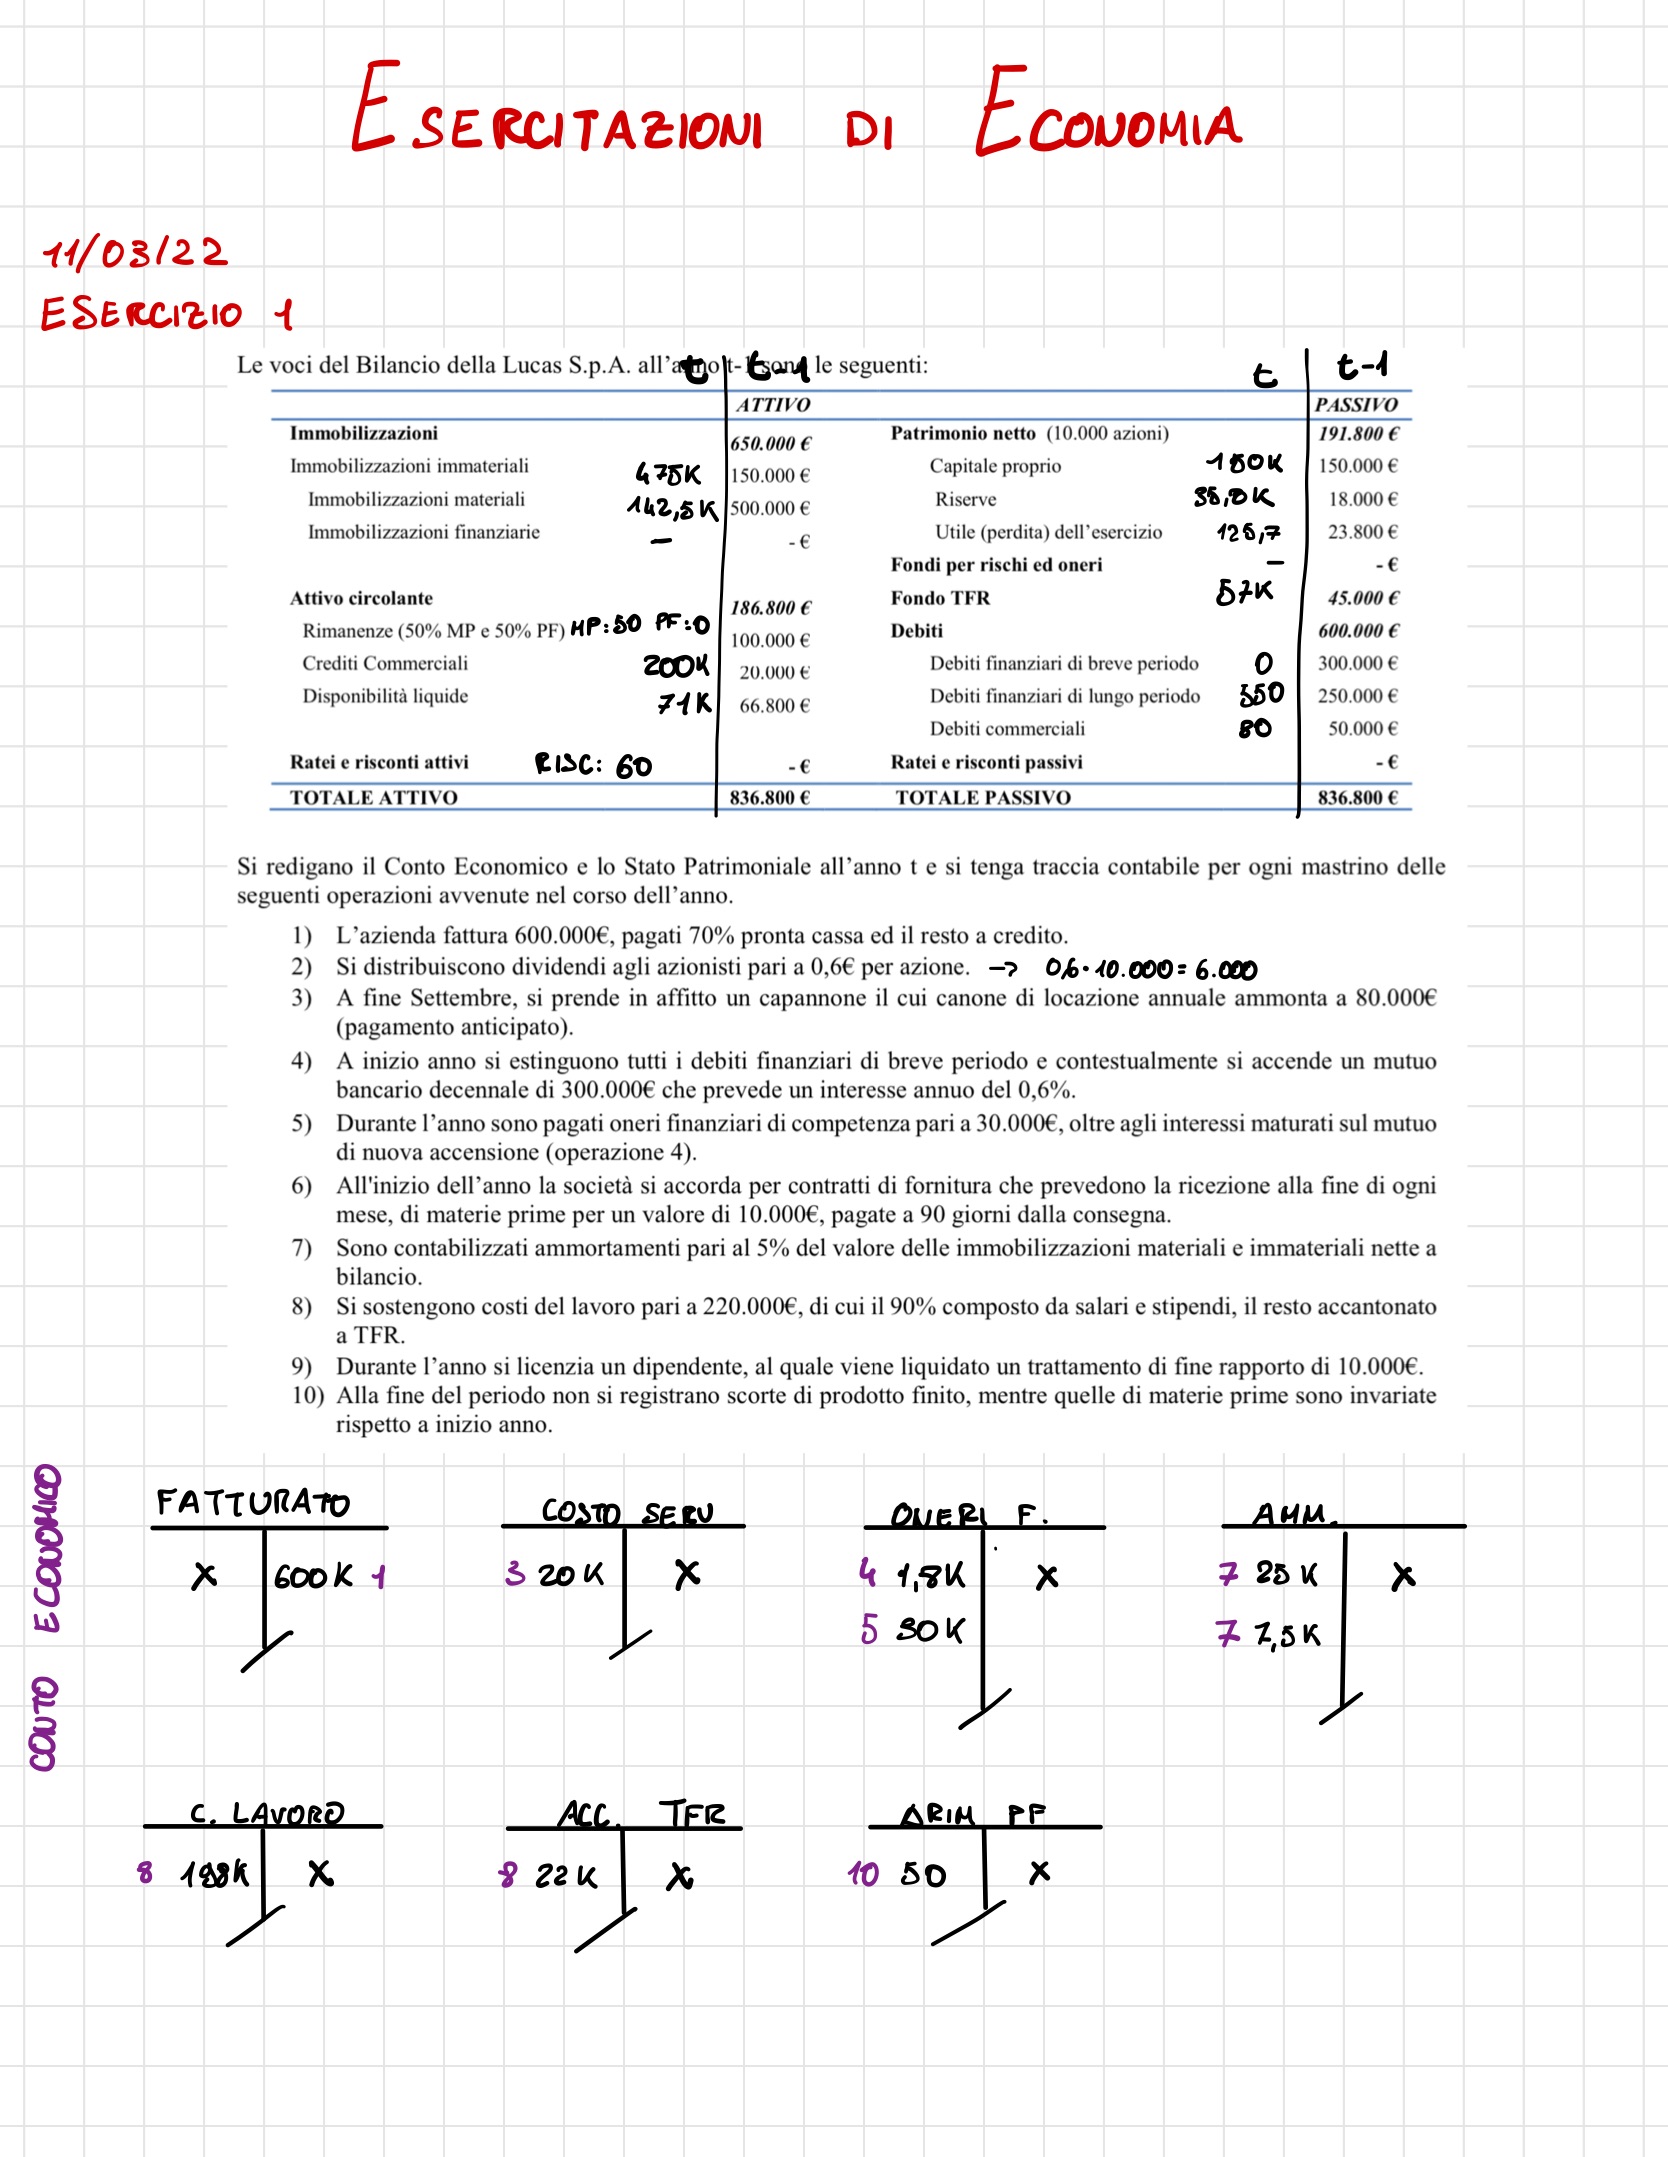 ESERCITAZIONI DI ECONOMIA
11/03/22
ESERCIZIO 1
Le voci del Bilancio della Lucas S.p.A. all'anno t-1 sono le seguenti:
t t-1 t t-1
ATTIVO PASSIVO
Immobilizzazioni 650.000 € Patrimonio netto (10.000 azioni) 191.800 €
Immobilizzazioni immateriali 475K 150.000 € Capitale proprio 150K 150.000 €
Immobilizzazioni materiali 142,5K 500.000 € Riserve 35,8K 18.000 €
Immobilizzazioni finanziarie — - € Utile (perdita) dell'esercizio 125,7 23.800 €
Fondi per rischi ed oneri — - €
Attivo circolante 186.800 € Fondo TFR 57K 45.000 €
Rimanenze (50% MP e 50% PF) MP:50 PF:0 100.000 € Debiti 600.000 €
Crediti Commerciali 200K 20.000 € Debiti finanziari di breve periodo 0 300.000 €
Disponibilità liquide 71K 66.800 € Debiti finanziari di lungo periodo 550 250.000 €
Debiti commerciali 80 50.000 €
Ratei e risconti attivi RISC: 60 - € Ratei e risconti passivi - €
TOTALE ATTIVO 836.800 € TOTALE PASSIVO 836.800 €
Si redigano il Conto Economico e lo Stato Patrimoniale all'anno t e si tenga traccia contabile per ogni mastrino delle
seguenti operazioni avvenute nel corso dell'anno.
1) L'azienda fattura 600.000€, pagati 70% pronta cassa ed il resto a credito.
2) Si distribuiscono dividendi agli azionisti pari a 0,6€ per azione. -> 0,6·10.000=6.000
3) A fine Settembre, si prende in affitto un capannone il cui canone di locazione annuale ammonta a 80.000€
(pagamento anticipato).
4) A inizio anno si estinguono tutti i debiti finanziari di breve periodo e contestualmente si accende un mutuo
bancario decennale di 300.000€ che prevede un interesse annuo del 0,6%.
5) Durante l'anno sono pagati oneri finanziari di competenza pari a 30.000€, oltre agli interessi maturati sul mutuo
di nuova accensione (operazione 4).
6) All'inizio dell'anno la società si accorda per contratti di fornitura che prevedono la ricezione alla fine di ogni
mese, di materie prime per un valore di 10.000€, pagate a 90 giorni dalla consegna.
7) Sono contabilizzati ammortamenti pari al 5% del valore delle immobilizzazioni materiali e immateriali nette a
bilancio.
8) Si sostengono costi del lavoro pari a 220.000€, di cui il 90% composto da salari e stipendi, il resto accantonato
a TFR.
9) Durante l'anno si licenzia un dipendente, al quale viene liquidato un trattamento di fine rapporto di 10.000€.
10) Alla fine del periodo non si registrano scorte di prodotto finito, mentre quelle di materie prime sono invariate
rispetto a inizio anno.
CONTO ECONOMICO
FATTURATO COSTO SERV ONERI F. AMM.
X 600K 1 3 20K X 4 1,8K X 7 25K X
5 30K 7 7,5K
C. LAVORO ACC. TFR ΔRIM PF
8 198K X 8 22K X 10 50 X